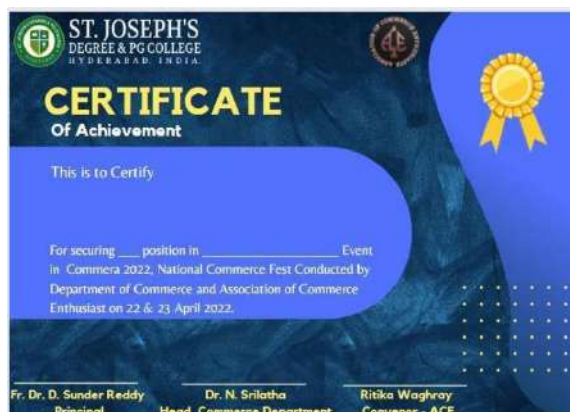 ST. JOSEPH'S
DEGREE & PG COLLEGE
HYDERABAD, INDIA.
CERTIFICATE
Of Achievement
This is to Certify
For securing ___ position in ____________________ Event
in Commera 2022, National Commerce Fest Conducted by
Department of Commerce and Association of Commerce
Enthusiast on 22 & 23 April 2022.
Fr. Dr. D. Sunder Reddy
Principal
Dr. N. Srilatha
Head, Commerce Department
Ritika Waghray
Convenor - ACE